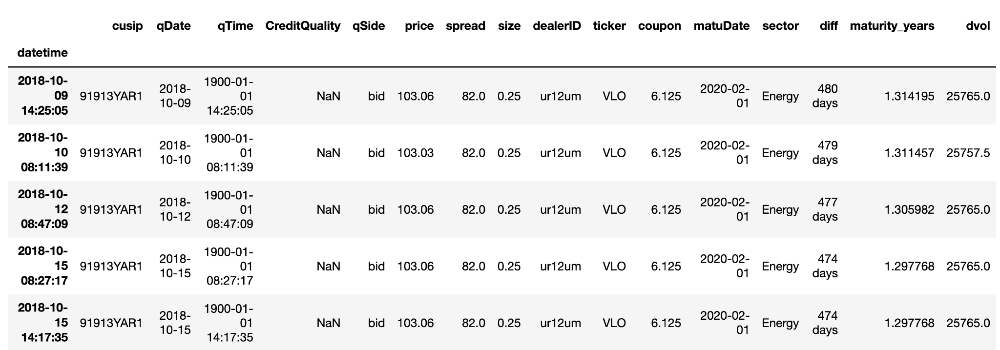 cusip qDate qTime CreditQuality qSide price spread size dealerID ticker coupon matuDate sector diff maturity_years dvol
datetime
2018-10-09 14:25:05 91913YAR1 2018-10-09 1900-01-01 14:25:05 NaN bid 103.06 82.0 0.25 ur12um VLO 6.125 2020-02-01 Energy 480 days 1.314195 25765.0
2018-10-10 08:11:39 91913YAR1 2018-10-10 1900-01-01 08:11:39 NaN bid 103.03 82.0 0.25 ur12um VLO 6.125 2020-02-01 Energy 479 days 1.311457 25757.5
2018-10-12 08:47:09 91913YAR1 2018-10-12 1900-01-01 08:47:09 NaN bid 103.06 82.0 0.25 ur12um VLO 6.125 2020-02-01 Energy 477 days 1.305982 25765.0
2018-10-15 08:27:17 91913YAR1 2018-10-15 1900-01-01 08:27:17 NaN bid 103.06 82.0 0.25 ur12um VLO 6.125 2020-02-01 Energy 474 days 1.297768 25765.0
2018-10-15 14:17:35 91913YAR1 2018-10-15 1900-01-01 14:17:35 NaN bid 103.06 82.0 0.25 ur12um VLO 6.125 2020-02-01 Energy 474 days 1.297768 25765.0